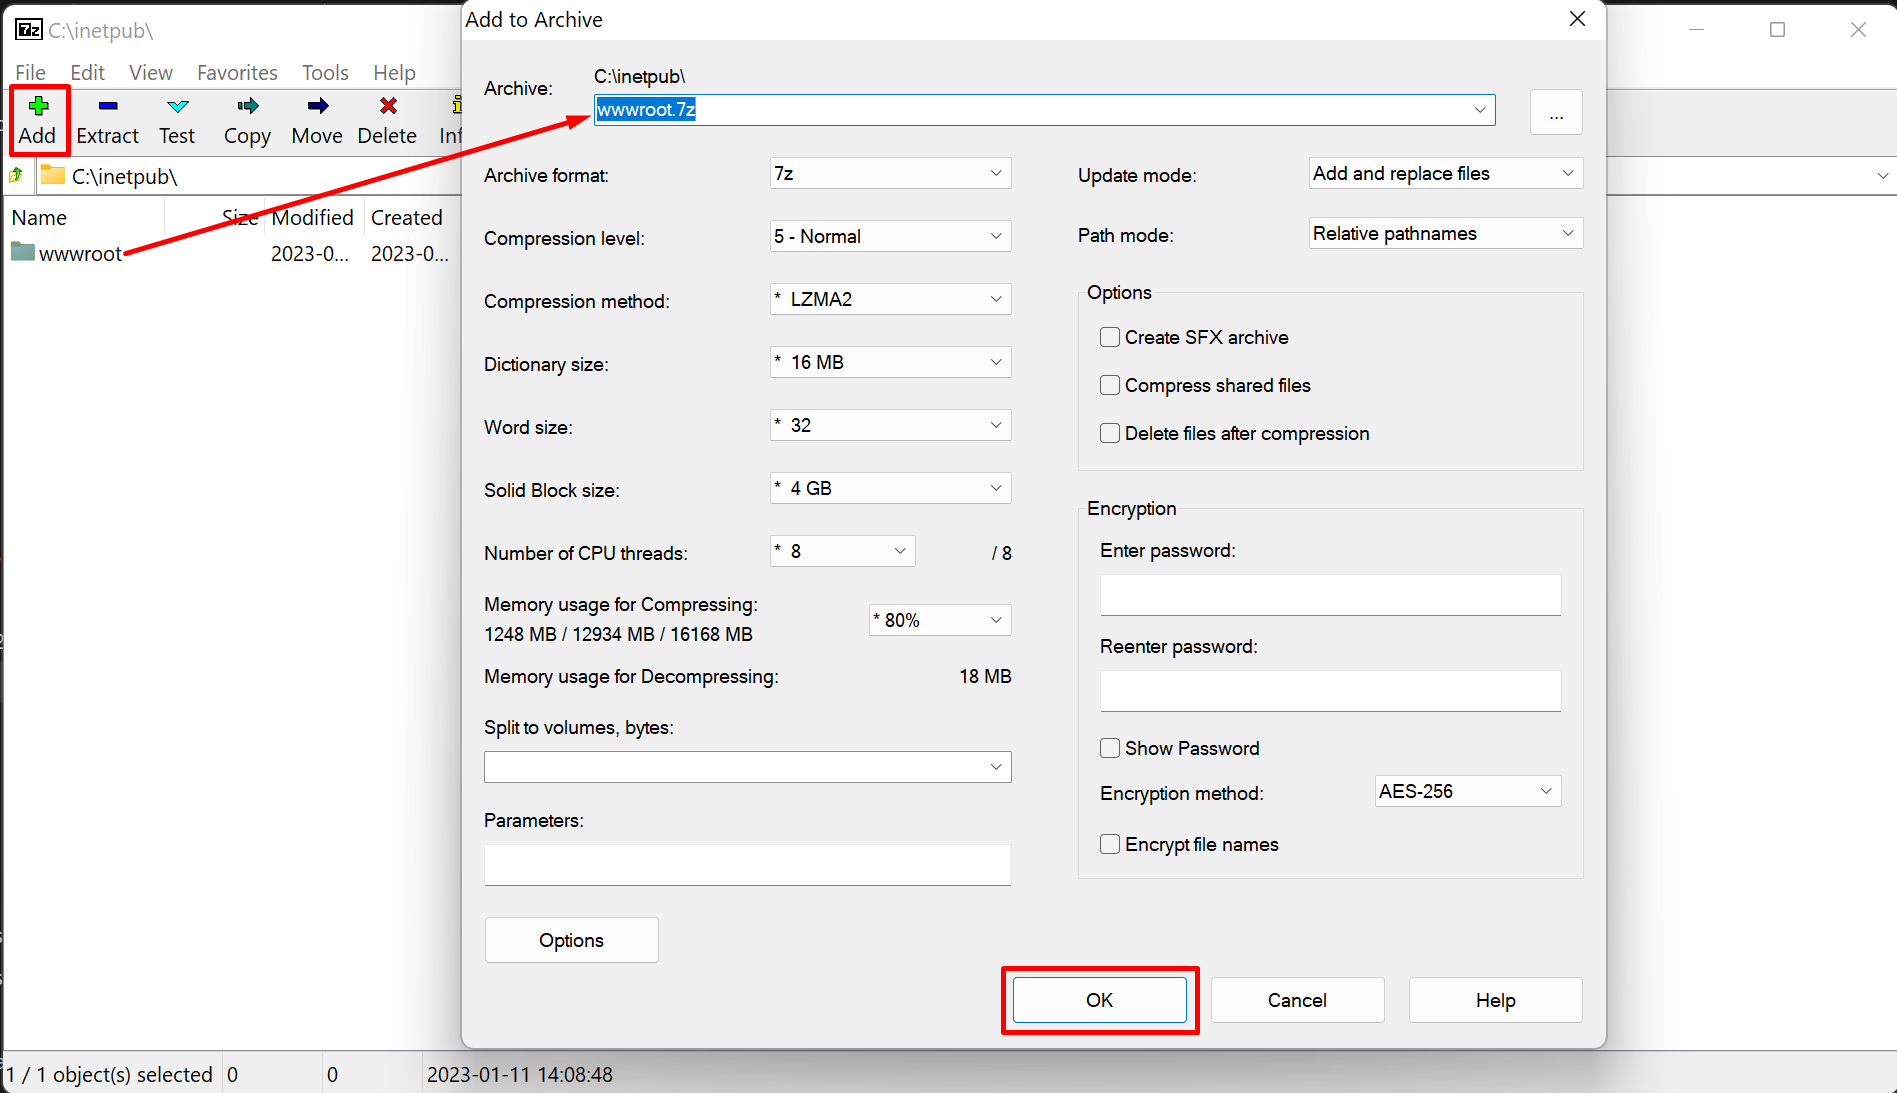 7z C:\inetpub\
File Edit View Favorites Tools Help
Add Extract Test Copy Move Delete Inf
C:\inetpub\
Name Size Modified Created
wwwroot 2023-0... 2023-0...
1 / 1 object(s) selected 0 0 2023-01-11 14:08:48
Add to Archive
Archive: C:\inetpub\
wwwroot.7z
...
Archive format: 7z
Compression level: 5 - Normal
Compression method: * LZMA2
Dictionary size: * 16 MB
Word size: * 32
Solid Block size: * 4 GB
Number of CPU threads: * 8 / 8
Memory usage for Compressing:
1248 MB / 12934 MB / 16168 MB * 80%
Memory usage for Decompressing: 18 MB
Split to volumes, bytes:
Parameters:
Options
Update mode: Add and replace files
Path mode: Relative pathnames
Options
Create SFX archive
Compress shared files
Delete files after compression
Encryption
Enter password:
Reenter password:
Show Password
Encryption method: AES-256
Encrypt file names
OK Cancel Help